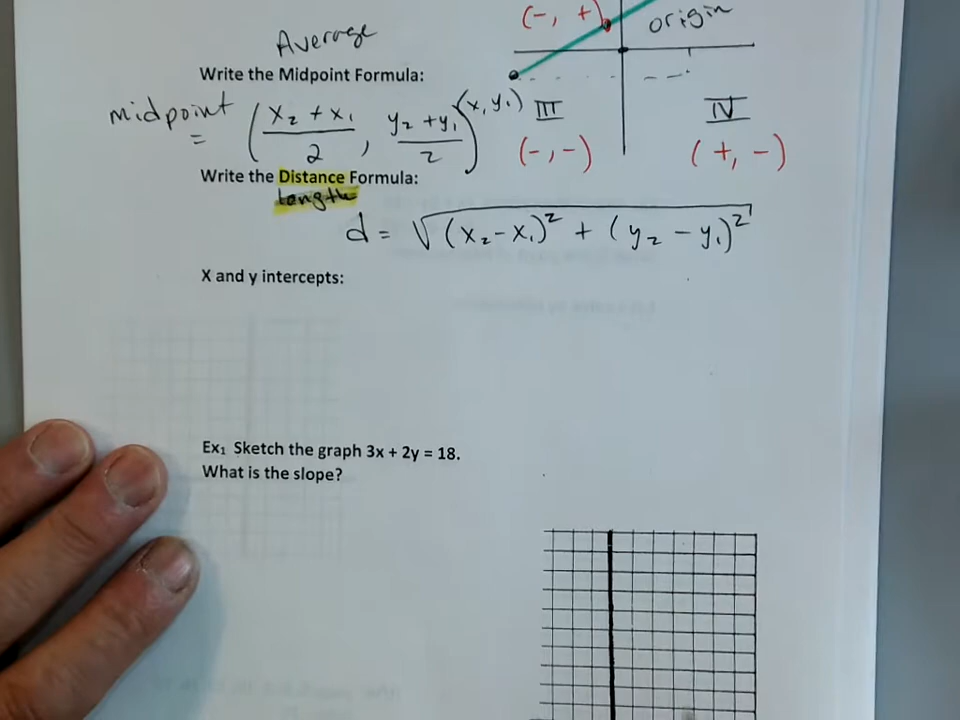 (-, +)
origin
Average
Write the Midpoint Formula:
midpoint = ( x₂ + x₁ / 2 , y₂ + y₁ / 2 )
(x, y₁)
III
IV
(-, -)
(+, -)
Write the Distance Formula:
Length
d = √(x₂ - x₁)² + (y₂ - y₁)²
X and y intercepts:
Ex₁ Sketch the graph 3x + 2y = 18.
What is the slope?